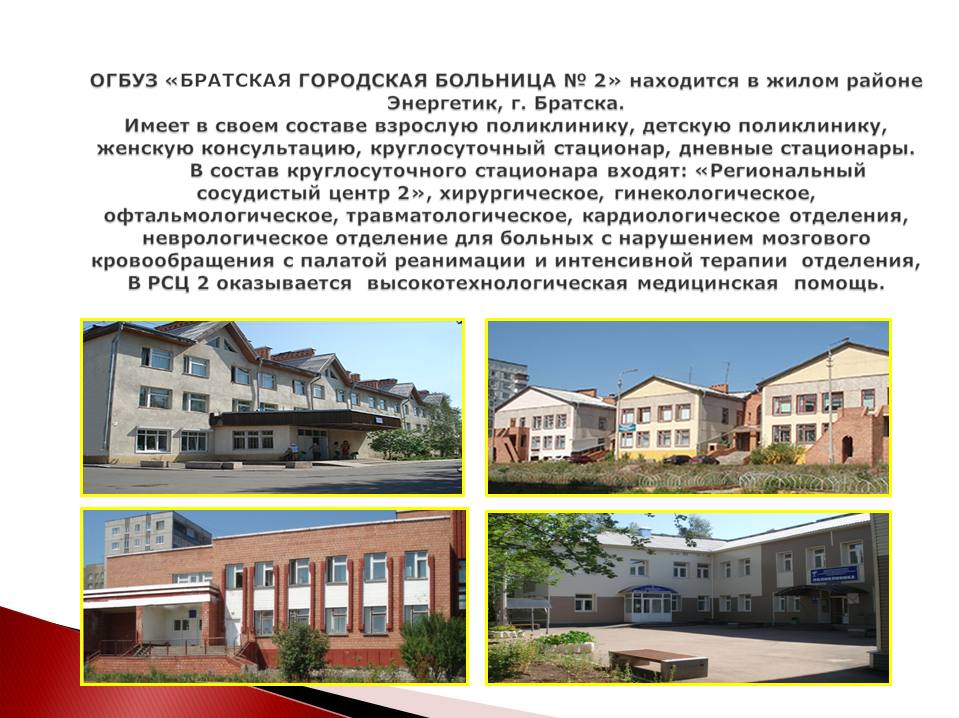 ОГБУЗ «БРАТСКАЯ ГОРОДСКАЯ БОЛЬНИЦА № 2» находится в жилом районе
Энергетик, г. Братска.
Имеет в своем составе взрослую поликлинику, детскую поликлинику,
женскую консультацию, круглосуточный стационар, дневные стационары.
В состав круглосуточного стационара входят: «Региональный
сосудистый центр 2», хирургическое, гинекологическое,
офтальмологическое, травматологическое, кардиологическое отделения,
неврологическое отделение для больных с нарушением мозгового
кровообращения с палатой реанимации и интенсивной терапии отделения,
В РСЦ 2 оказывается высокотехнологическая медицинская помощь.
ПОЛИКЛИНИКА